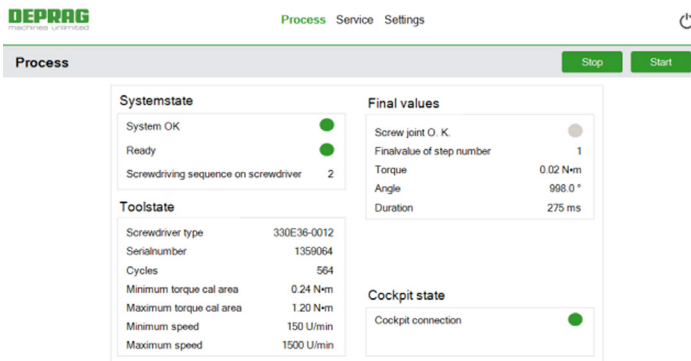 DEPRAG
machines unlimited
Process Service Settings
Process
Stop
Start
Systemstate
System OK
Ready
Screwdriving sequence on screwdriver 2
Toolstate
Screwdriver type 330E36-0012
Serialnumber 1359064
Cycles 564
Minimum torque cal area 0.24 N•m
Maximum torque cal area 1.20 N•m
Minimum speed 150 U/min
Maximum speed 1500 U/min
Final values
Screw joint O. K.
Finalvalue of step number 1
Torque 0.02 N•m
Angle 998.0 °
Duration 275 ms
Cockpit state
Cockpit connection